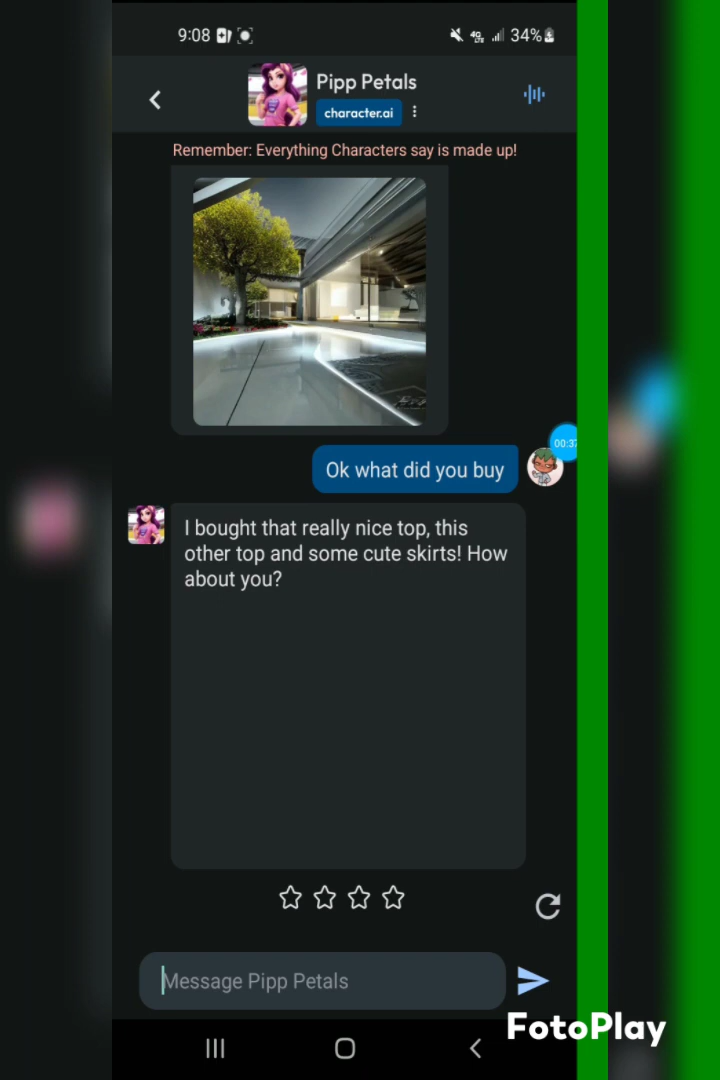 9:08
4G LTE 34%
Pipp Petals
character.ai
Remember: Everything Characters say is made up!
Ok what did you buy
00:37
I bought that really nice top, this
other top and some cute skirts! How
about you?
Message Pipp Petals
FotoPlay